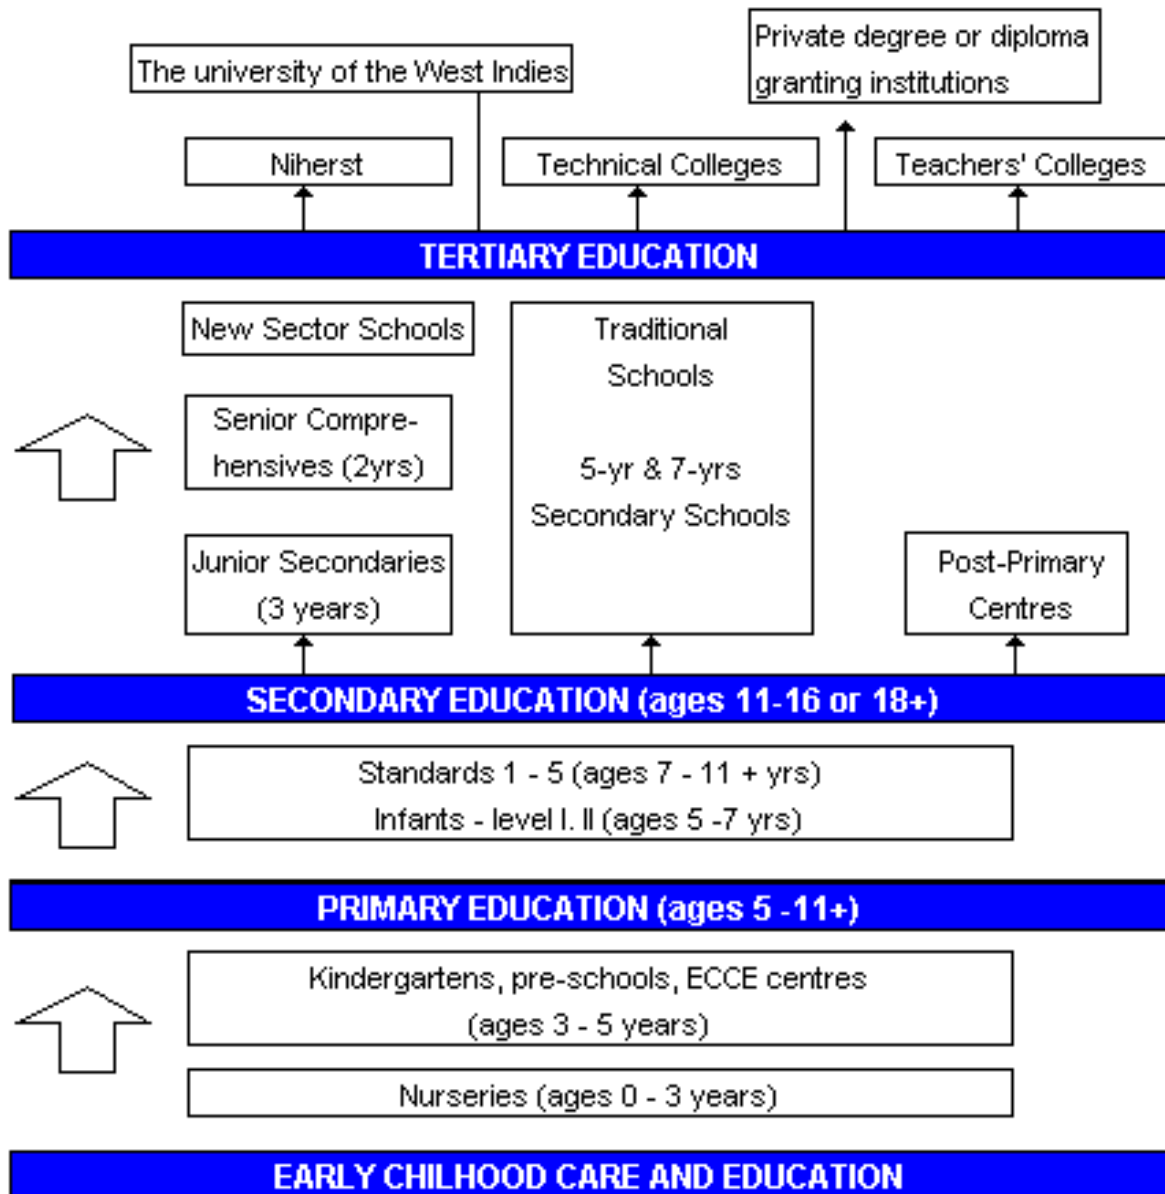 Private degree or diploma
granting institutions
The university of the West Indies
Niherst
Technical Colleges
Teachers' Colleges
TERTIARY EDUCATION
New Sector Schools
Traditional
Schools
5-yr & 7-yrs
Secondary Schools
Senior Compre-
hensives (2yrs)
Junior Secondaries
(3 years)
Post-Primary
Centres
SECONDARY EDUCATION (ages 11-16 or 18+)
Standards 1 - 5 (ages 7 - 11 + yrs)
Infants - level I. II (ages 5 -7 yrs)
PRIMARY EDUCATION (ages 5 -11+)
Kindergartens, pre-schools, ECCE centres
(ages 3 - 5 years)
Nurseries (ages 0 - 3 years)
EARLY CHILHOOD CARE AND EDUCATION